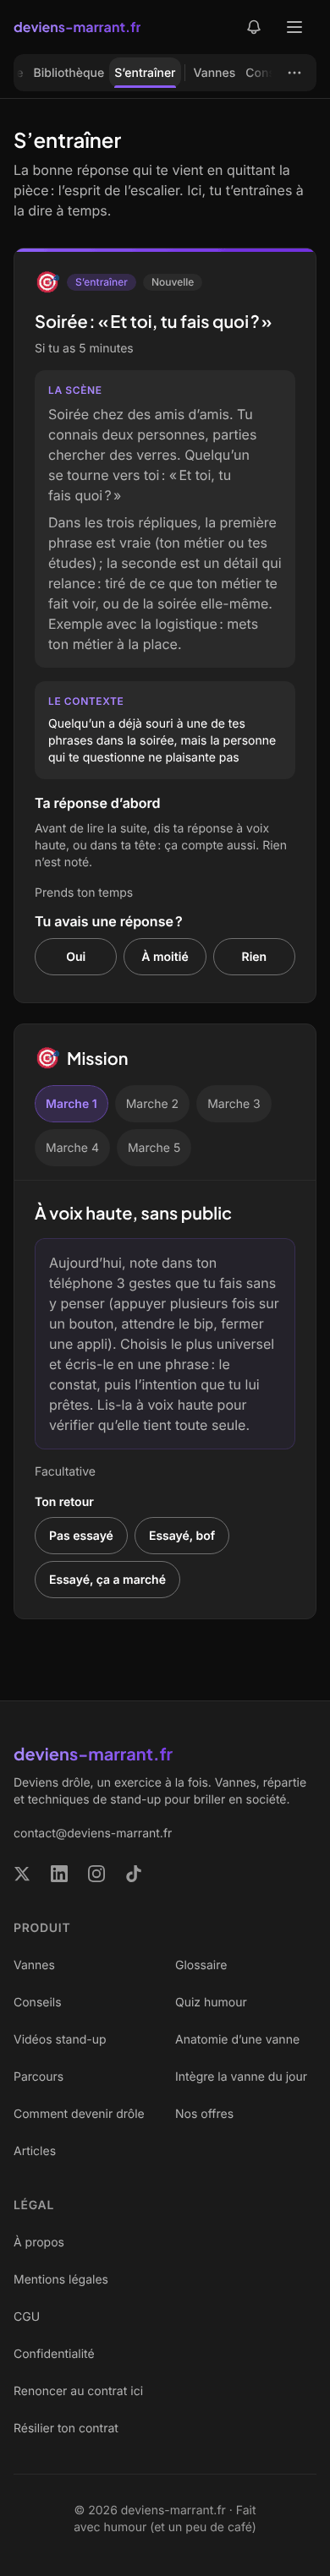 deviens-marrant.fr
Bibliothèque S’entraîner Vannes
S’entraîner
La bonne réponse qui te vient en quittant la
pièce : l’esprit de l’escalier. Ici, tu t’entraînes à
la dire à temps.
S’entraîner Nouvelle
Soirée : « Et toi, tu fais quoi ? »
Si tu as 5 minutes
LA SCÈNE
Soirée chez des amis d’amis. Tu
connais deux personnes, parties
chercher des verres. Quelqu’un
se tourne vers toi : « Et toi, tu
fais quoi ? »
Dans les trois répliques, la première
phrase est vraie (ton métier ou tes
études) ; la seconde est un détail qui
relance : tiré de ce que ton métier te
fait voir, ou de la soirée elle-même.
Exemple avec la logistique : mets
ton métier à la place.
LE CONTEXTE
Quelqu’un a déjà souri à une de tes
phrases dans la soirée, mais la personne
qui te questionne ne plaisante pas
Ta réponse d’abord
Avant de lire la suite, dis ta réponse à voix
haute, ou dans ta tête : ça compte aussi. Rien
n’est noté.
Prends ton temps
Tu avais une réponse ?
Oui À moitié Rien
Mission
Marche 1 Marche 2 Marche 3
Marche 4 Marche 5
À voix haute, sans public
Aujourd’hui, note dans ton
téléphone 3 gestes que tu fais sans
y penser (appuyer plusieurs fois sur
un bouton, attendre le bip, fermer
une appli). Choisis le plus universel
et écris-le en une phrase : le
constat, puis l’intention que tu lui
prêtes. Lis-la à voix haute pour
vérifier qu’elle tient toute seule.
Facultative
Ton retour
Pas essayé Essayé, bof
Essayé, ça a marché
deviens-marrant.fr
Deviens drôle, un exercice à la fois. Vannes, répartie
et techniques de stand-up pour briller en société.
contact@deviens-marrant.fr
PRODUIT
Vannes Glossaire
Conseils Quiz humour
Vidéos stand-up Anatomie d’une vanne
Parcours Intègre la vanne du jour
Comment devenir drôle Nos offres
Articles
LÉGAL
À propos
Mentions légales
CGU
Confidentialité
Renoncer au contrat ici
Résilier ton contrat
© 2026 deviens-marrant.fr · Fait
avec humour (et un peu de café)